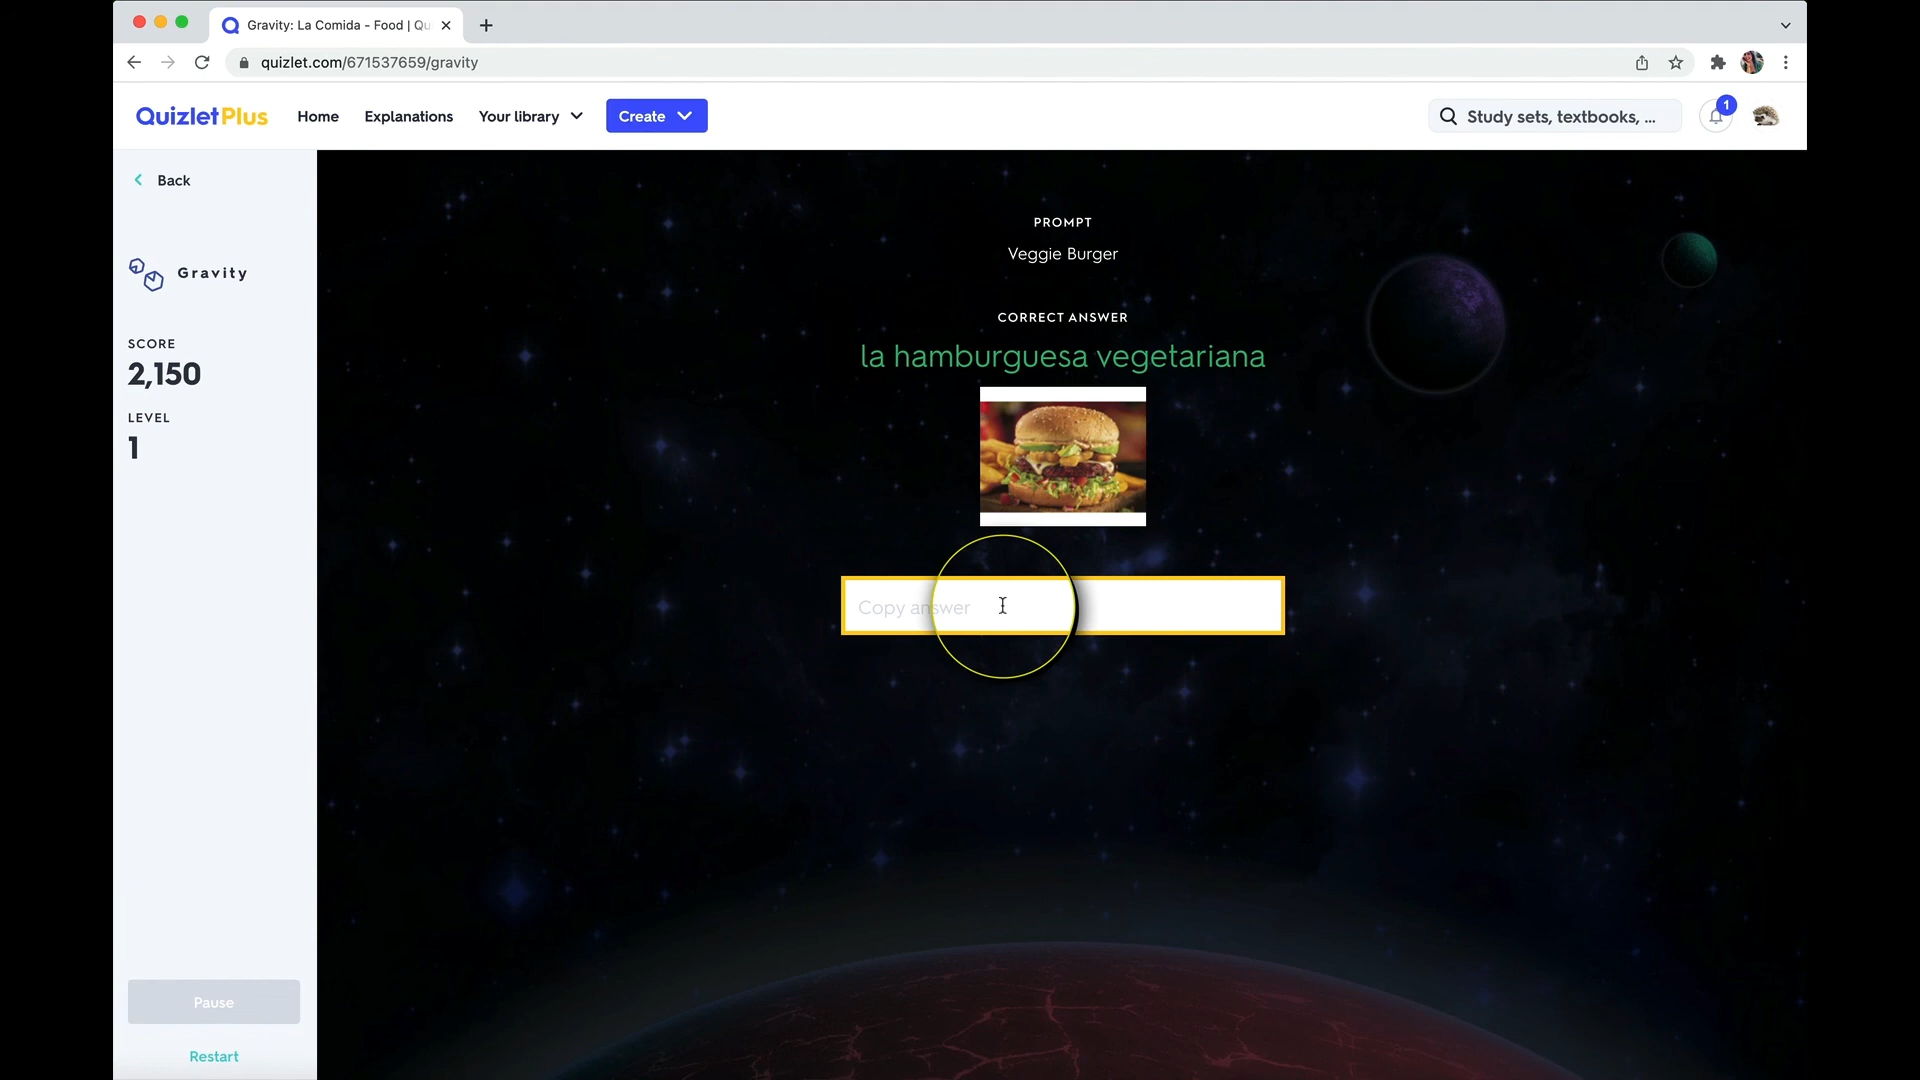 Gravity: La Comida - Food | Qu
quizlet.com/671537659/gravity
QuizletPlus
Home
Explanations
Your library
Create
Study sets, textbooks, ...
1
Back
Gravity
SCORE
2,150
LEVEL
1
PROMPT
Veggie Burger
CORRECT ANSWER
la hamburguesa vegetariana
Copy answer
Pause
Restart